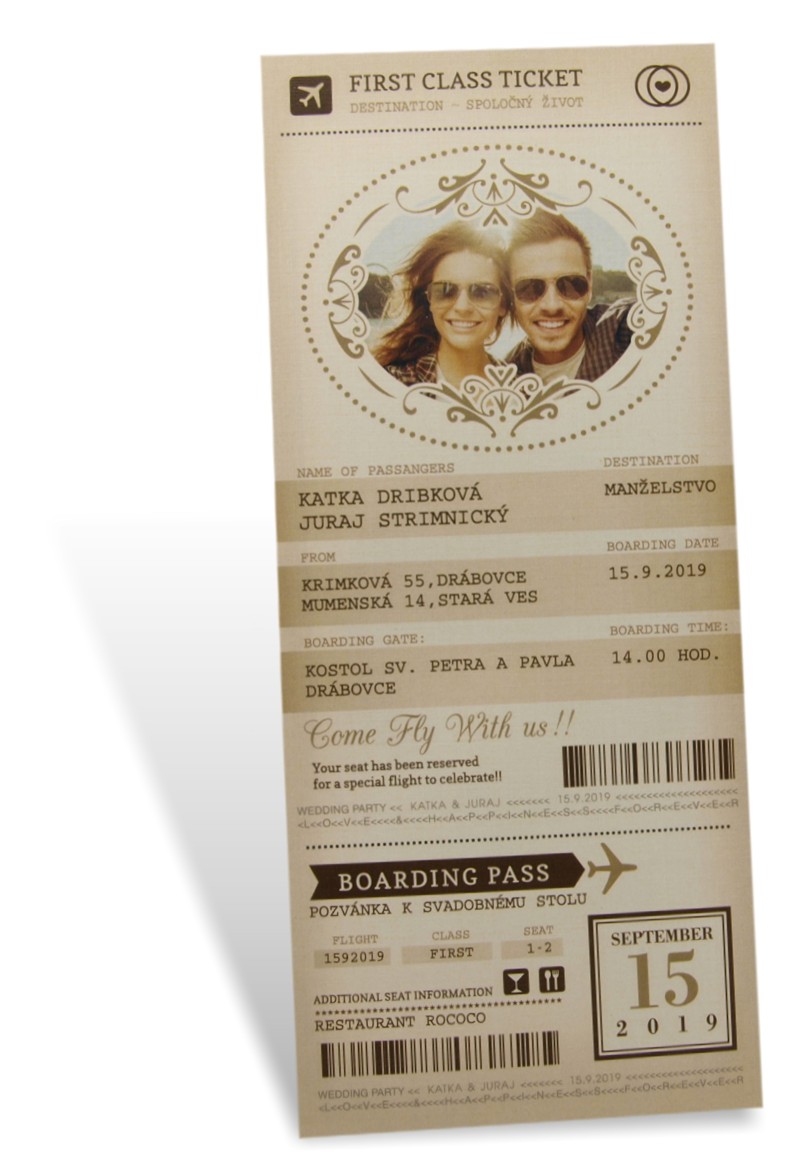 FIRST CLASS TICKET
DESTINATION - SPOLOČNÝ ŽIVOT
NAME OF PASSANGERS
DESTINATION
KATKA DRIBKOVÁ
JURAJ STRIMNICKÝ
MANŽELSTVO
FROM
BOARDING DATE
KRIMKOVÁ 55,DRÁBOVCE
MUMENSKÁ 14,STARÁ VES
15.9.2019
BOARDING GATE:
BOARDING TIME:
KOSTOL SV. PETRA A PAVLA
DRÁBOVCE
14.00 HOD.
Come Fly With us!!
Your seat has been reserved
for a special flight to celebrate!!
WEDDING PARTY << KATKA & JURAJ <<<<<<< 15.9.2019 <<<<<<<<<<<<<<<<<<<<
<L<<O<<V<<E<<<<&<<<<H<<A<<P<<P<<I<<N<<E<<S<<S<<<<F<<O<<R<<E<<V<<E<<R
BOARDING PASS
POZVÁNKA K SVADOBNÉMU STOLU
FLIGHT
CLASS
SEAT
1592019
FIRST
1-2
ADDITIONAL SEAT INFORMATION
RESTAURANT ROCOCO
SEPTEMBER
15
2019
WEDDING PARTY << KATKA & JURAJ <<<<<<< 15.9.2019 <<<<<<<<<<<<<<<<<<<<
<L<<O<<V<<E<<<<&<<<<H<<A<<P<<P<<I<<N<<E<<S<<S<<<<F<<O<<R<<E<<V<<E<<R